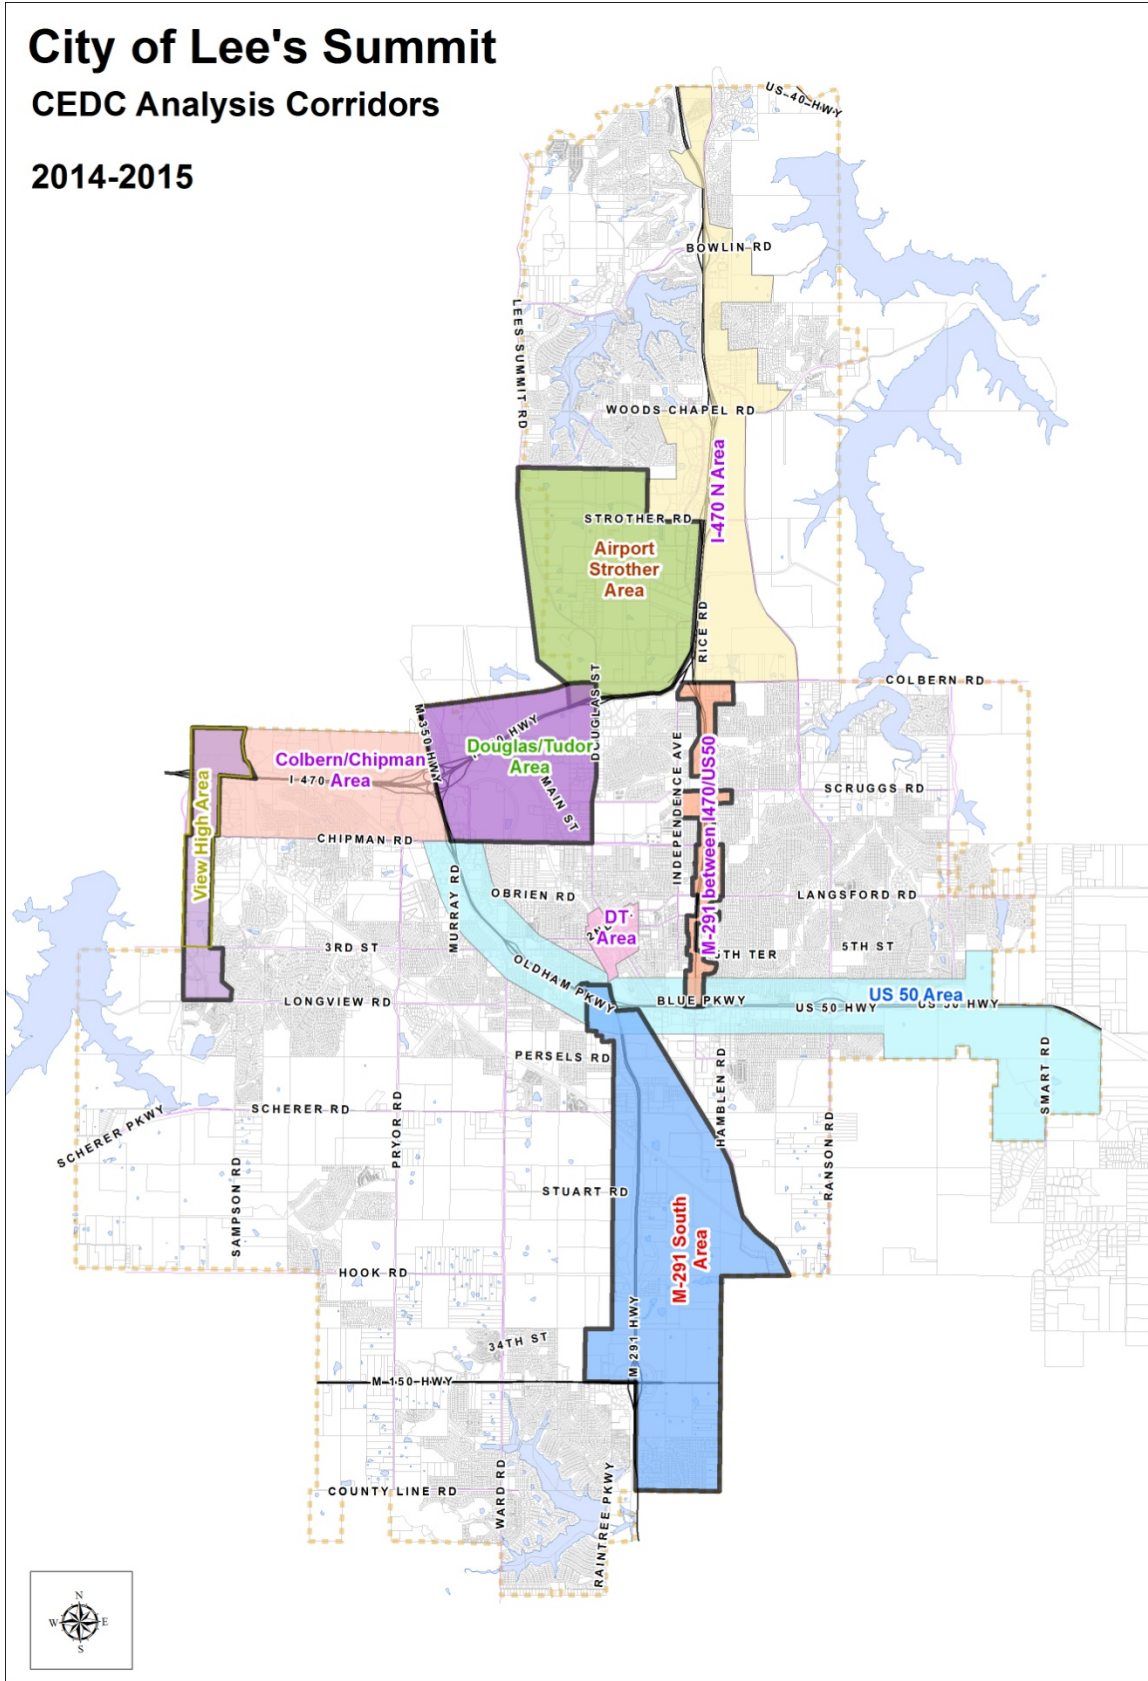 City of Lee's Summit
CEDC Analysis Corridors
2014-2015
US-40-HWY
BOWLIN RD
LEES SUMMIT RD
WOODS CHAPEL RD
I-470 N Area
STROTHER RD
Airport
Strother
Area
RICE RD
COLBERN RD
DOUGLAS ST
M-350 HWY
HWY
Douglas/Tudor
Area
MAIN ST
Colbern/Chipman
Area
I 470
View High Area
INDEPENDENCE AVE
M-291 between I470/US50
SCRUGGS RD
CHIPMAN RD
MURRAY RD
OBRIEN RD
LANGSFORD RD
DT
Area
3RD ST
5TH TER
5TH ST
OLDHAM PKWY
LONGVIEW RD
BLUE PKWY
US 50 Area
US 50 HWY
US 50 HWY
PERSELS RD
HAMBLEN RD
SMART RD
SCHERER RD
SCHERER PKWY
PRYOR RD
RANSON RD
SAMPSON RD
STUART RD
M-291 South
Area
HOOK RD
M 291 HWY
34TH ST
M-150-HWY
COUNTY LINE RD
WARD RD
RAINTREE PKWY
N
W
E
S